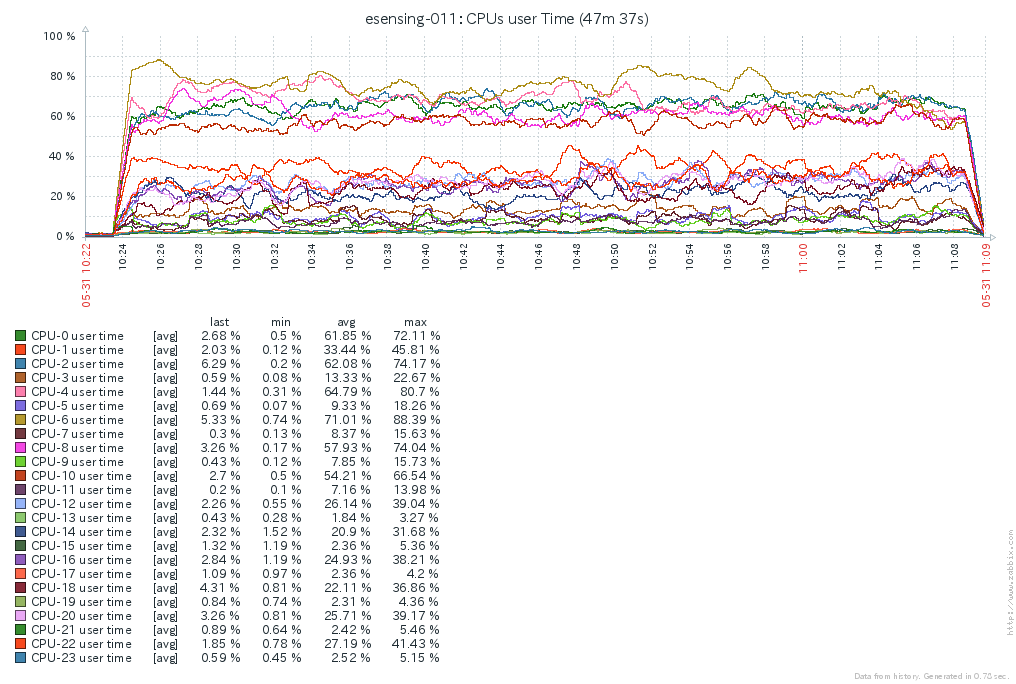 esensing-011: CPUs user Time (47m 37s)
100 %
80 %
60 %
40 %
20 %
0 %
05-31 10:22
10:24
10:26
10:28
10:30
10:32
10:34
10:36
10:38
10:40
10:42
10:44
10:46
10:48
10:50
10:52
10:54
10:56
10:58
11:00
11:02
11:04
11:06
11:08
05-31 11:09
last min avg max
CPU-0 user time [avg] 2.68 % 0.5 % 61.85 % 72.11 %
CPU-1 user time [avg] 2.03 % 0.12 % 33.44 % 45.81 %
CPU-2 user time [avg] 6.29 % 0.2 % 62.08 % 74.17 %
CPU-3 user time [avg] 0.59 % 0.08 % 13.33 % 22.67 %
CPU-4 user time [avg] 1.44 % 0.31 % 64.79 % 80.7 %
CPU-5 user time [avg] 0.69 % 0.07 % 9.33 % 18.26 %
CPU-6 user time [avg] 5.33 % 0.74 % 71.01 % 88.39 %
CPU-7 user time [avg] 0.3 % 0.13 % 8.37 % 15.63 %
CPU-8 user time [avg] 3.26 % 0.17 % 57.93 % 74.04 %
CPU-9 user time [avg] 0.43 % 0.12 % 7.85 % 15.73 %
CPU-10 user time [avg] 2.7 % 0.5 % 54.21 % 66.54 %
CPU-11 user time [avg] 0.2 % 0.1 % 7.16 % 13.98 %
CPU-12 user time [avg] 2.26 % 0.55 % 26.14 % 39.04 %
CPU-13 user time [avg] 0.43 % 0.28 % 1.84 % 3.27 %
CPU-14 user time [avg] 2.32 % 1.52 % 20.9 % 31.68 %
CPU-15 user time [avg] 1.32 % 1.19 % 2.36 % 5.36 %
CPU-16 user time [avg] 2.84 % 1.19 % 24.93 % 38.21 %
CPU-17 user time [avg] 1.09 % 0.97 % 2.36 % 4.2 %
CPU-18 user time [avg] 4.31 % 0.81 % 22.11 % 36.86 %
CPU-19 user time [avg] 0.84 % 0.74 % 2.31 % 4.36 %
CPU-20 user time [avg] 3.26 % 0.81 % 25.71 % 39.17 %
CPU-21 user time [avg] 0.89 % 0.64 % 2.42 % 5.46 %
CPU-22 user time [avg] 1.85 % 0.78 % 27.19 % 41.43 %
CPU-23 user time [avg] 0.59 % 0.45 % 2.52 % 5.15 %
http://www.zabbix.com
Data from history. Generated in 0.78 sec.